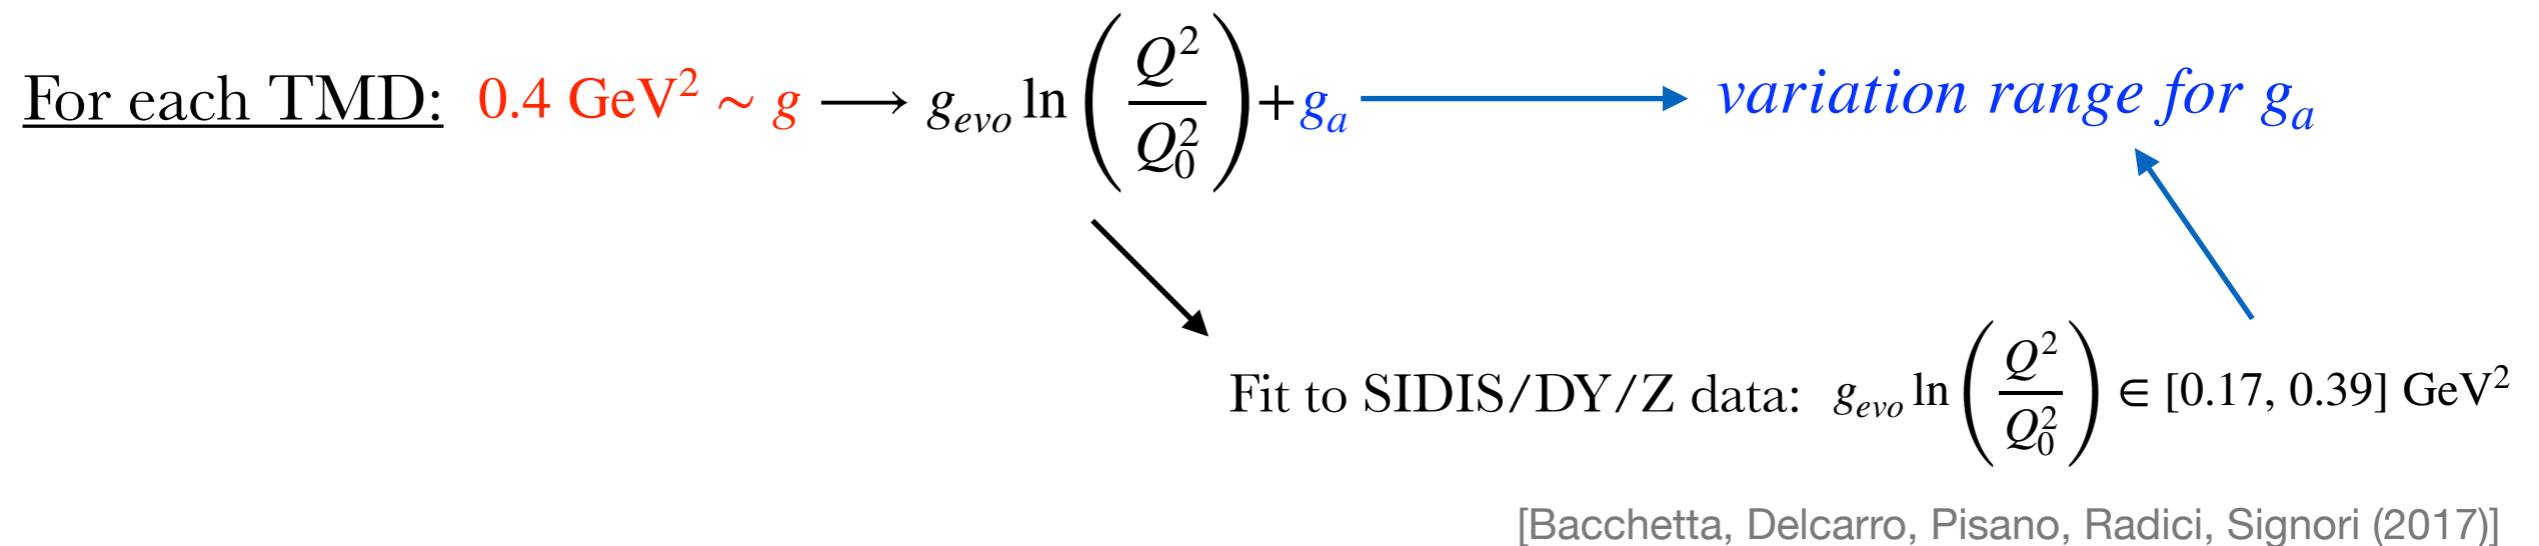 For each TMD: 0.4 GeV² ~ g ⟶ g_evo ln(Q²/Q₀²)+g_a variation range for g_a
Fit to SIDIS/DY/Z data: g_evo ln(Q²/Q₀²) ∈ [0.17, 0.39] GeV²
[Bacchetta, Delcarro, Pisano, Radici, Signori (2017)]